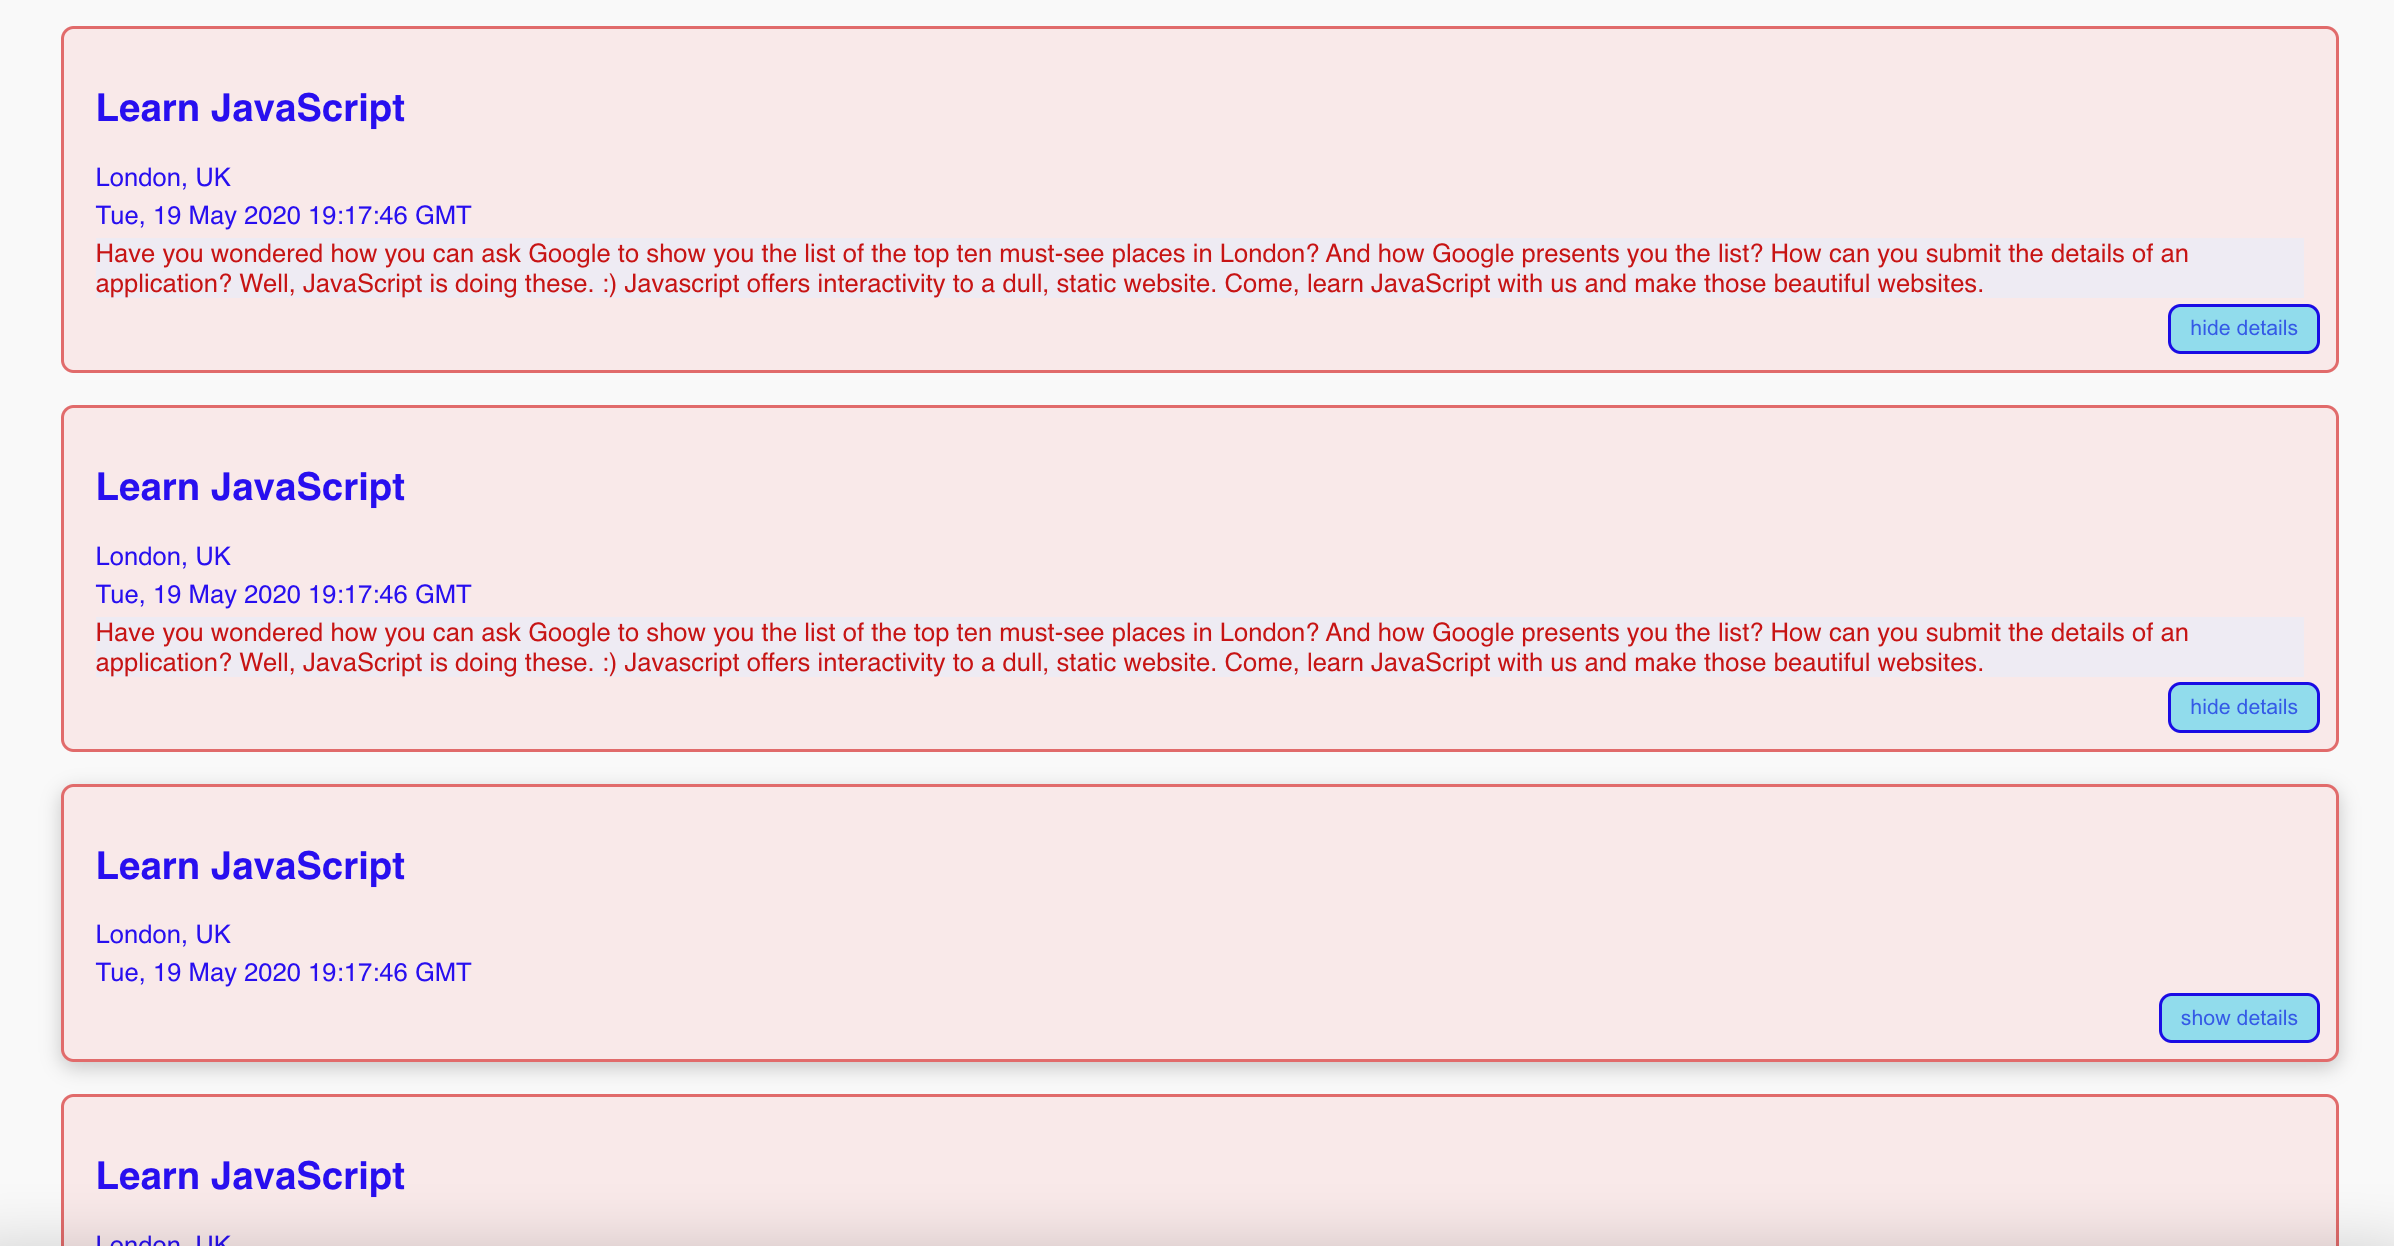 Learn JavaScript
London, UK
Tue, 19 May 2020 19:17:46 GMT
Have you wondered how you can ask Google to show you the list of the top ten must-see places in London? And how Google presents you the list? How can you submit the details of an
application? Well, JavaScript is doing these. :) Javascript offers interactivity to a dull, static website. Come, learn JavaScript with us and make those beautiful websites.
hide details
Learn JavaScript
London, UK
Tue, 19 May 2020 19:17:46 GMT
Have you wondered how you can ask Google to show you the list of the top ten must-see places in London? And how Google presents you the list? How can you submit the details of an
application? Well, JavaScript is doing these. :) Javascript offers interactivity to a dull, static website. Come, learn JavaScript with us and make those beautiful websites.
hide details
Learn JavaScript
London, UK
Tue, 19 May 2020 19:17:46 GMT
show details
Learn JavaScript
London, UK